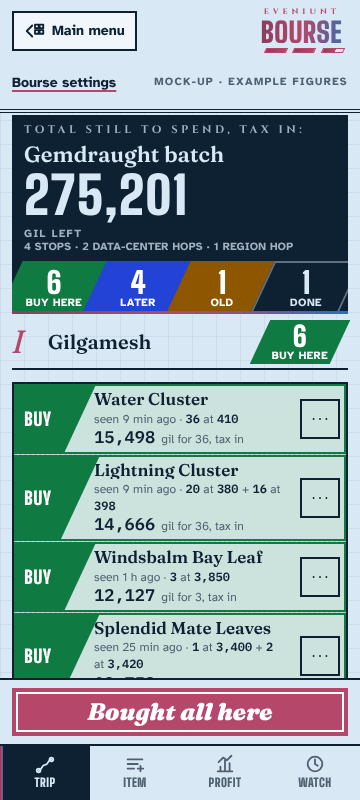 Main menu
EVENIUNT
BOURSE
Bourse settings
MOCK-UP · EXAMPLE FIGURES
TOTAL STILL TO SPEND, TAX IN:
Gemdraught batch
275,201
GIL LEFT
4 STOPS · 2 DATA-CENTER HOPS · 1 REGION HOP
6
BUY HERE
4
LATER
1
OLD
1
DONE
I
Gilgamesh
6
BUY HERE
BUY
Water Cluster
seen 9 min ago · 36 at 410
15,498 gil for 36, tax in
...
BUY
Lightning Cluster
seen 9 min ago · 20 at 380 + 16 at
398
14,666 gil for 36, tax in
...
BUY
Windsbalm Bay Leaf
seen 1 h ago · 3 at 3,850
12,127 gil for 3, tax in
...
BUY
Splendid Mate Leaves
seen 25 min ago · 1 at 3,400 + 2
at 3,420
...
Bought all here
TRIP
ITEM
PROFIT
WATCH